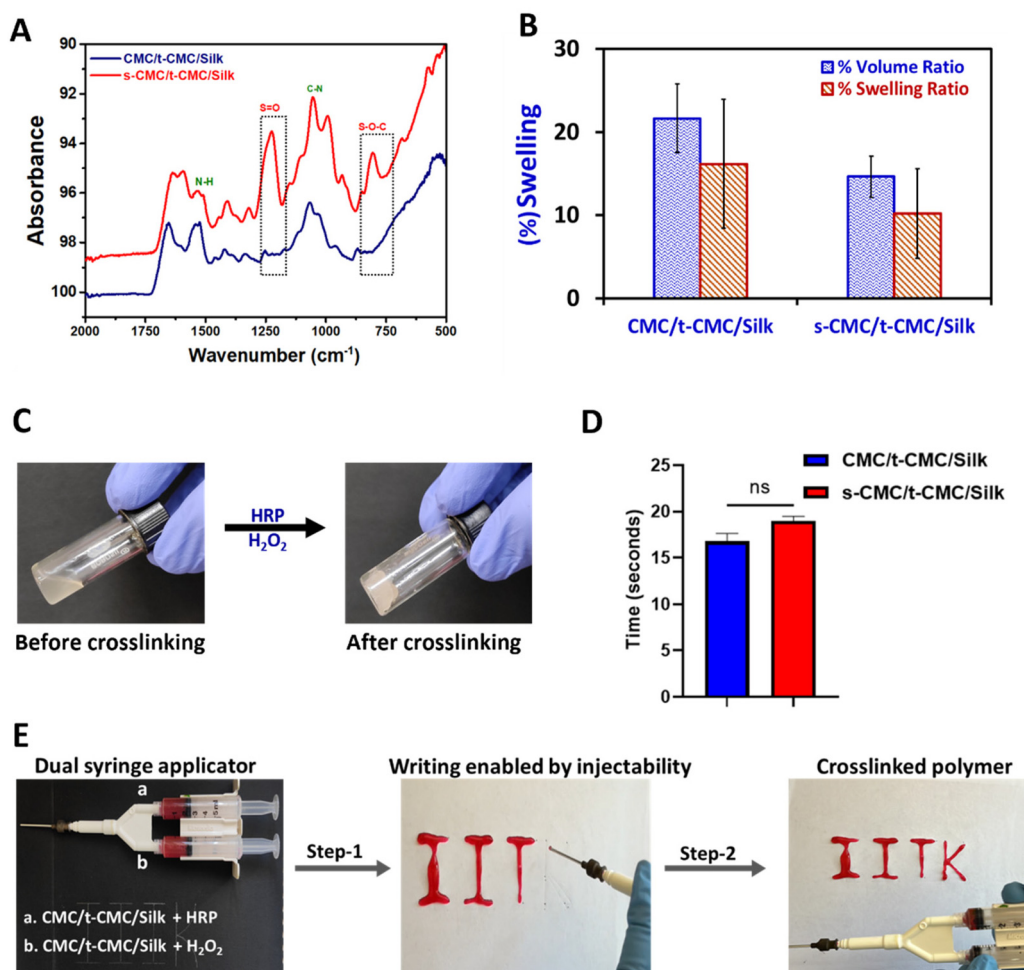 A
90
92
94
96
98
100
Absorbance
CMC/t-CMC/Silk
s-CMC/t-CMC/Silk
S=O
C-N
S-O-C
N-H
2000 1750 1500 1250 1000 750 500
Wavenumber (cm⁻¹)
B
30
20
10
0
(%)Swelling
% Volume Ratio
% Swelling Ratio
CMC/t-CMC/Silk s-CMC/t-CMC/Silk
C
HRP
H₂O₂
Before crosslinking
After crosslinking
D
CMC/t-CMC/Silk
s-CMC/t-CMC/Silk
25
20
15
10
5
0
Time (seconds)
ns
E
Dual syringe applicator
a
b
a. CMC/t-CMC/Silk + HRP
b. CMC/t-CMC/Silk + H₂O₂
Step-1
Writing enabled by injectability
I I T
Step-2
Crosslinked polymer
I I T K